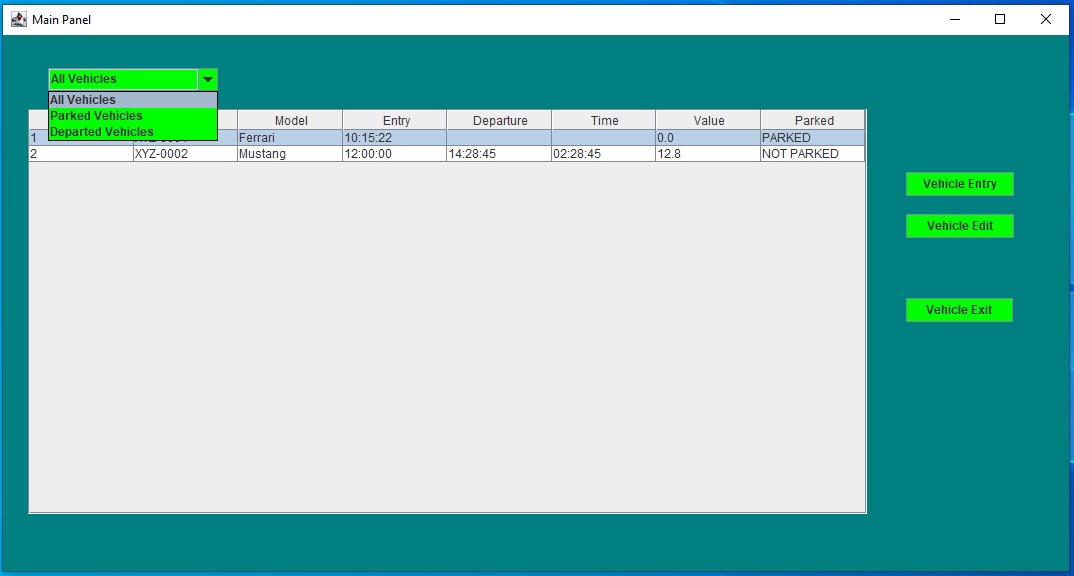 Main Panel
All Vehicles
All Vehicles
Parked Vehicles
Departed Vehicles
Model Entry Departure Time Value Parked
1 Ferrari 10:15:22 0.0 PARKED
2 XYZ-0002 Mustang 12:00:00 14:28:45 02:28:45 12.8 NOT PARKED
Vehicle Entry
Vehicle Edit
Vehicle Exit